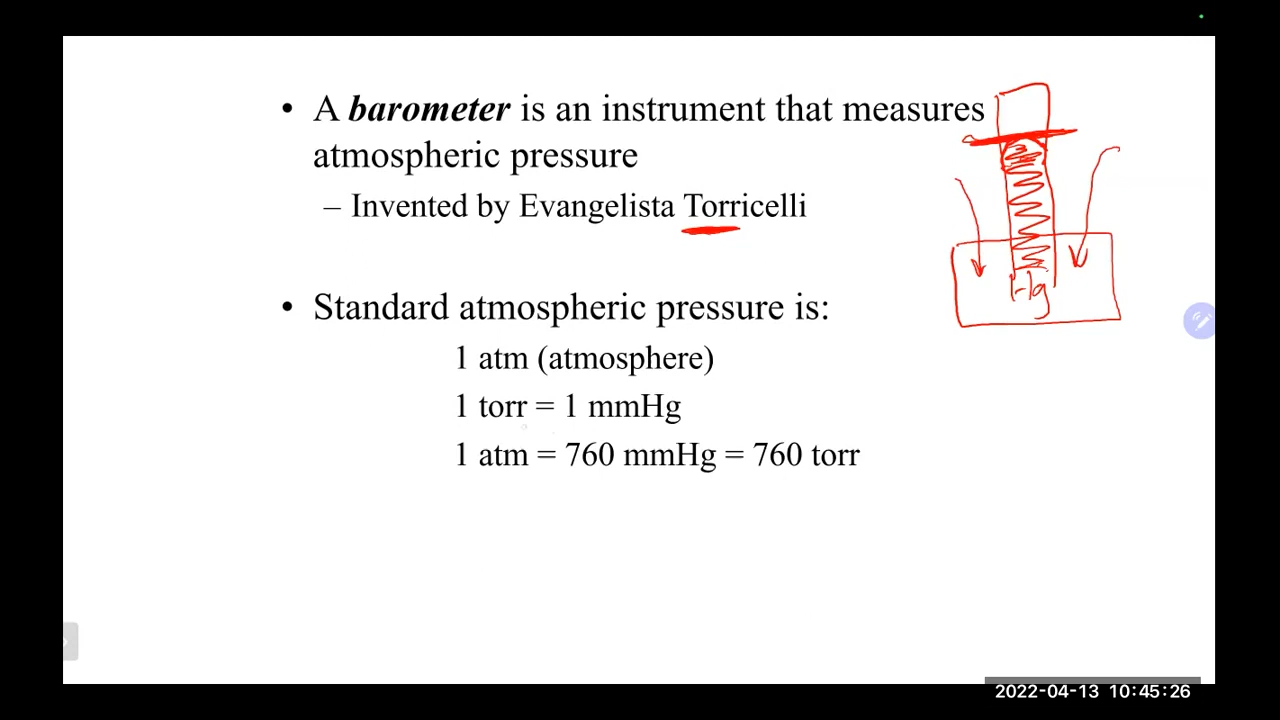 • A barometer is an instrument that measures
atmospheric pressure
– Invented by Evangelista Torricelli
Hg
• Standard atmospheric pressure is:
1 atm (atmosphere)
1 torr = 1 mmHg
1 atm = 760 mmHg = 760 torr
2022-04-13 10:45:26